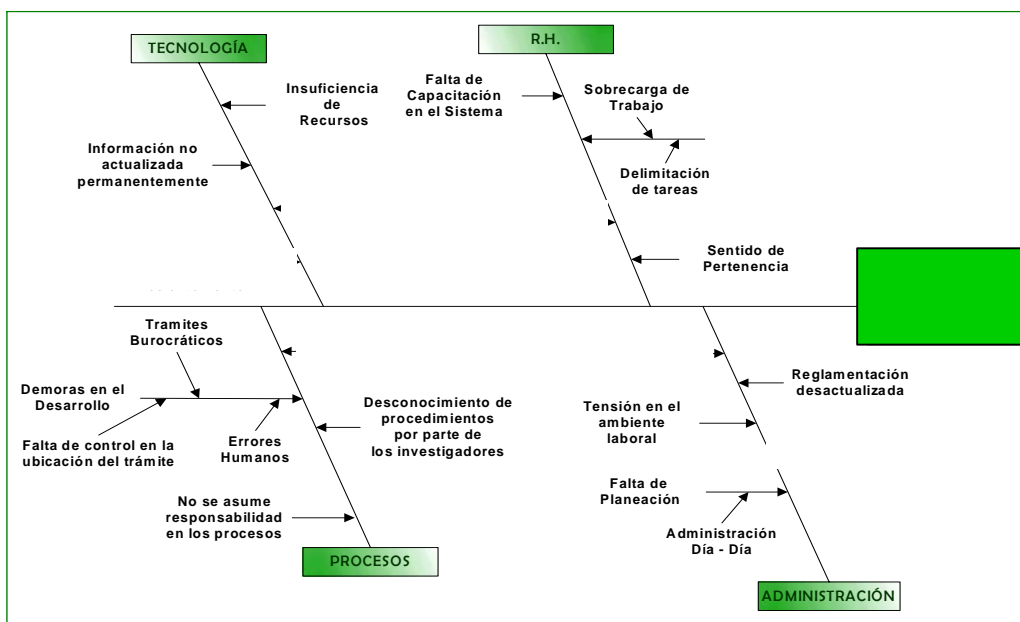 TECNOLOGÍA
Insuficiencia
de
Recursos
Información no
actualizada
permanentemente
R.H.
Falta de
Capacitación
en el Sistema
Sobrecarga de
Trabajo
Delimitación
de tareas
Sentido de
Pertenencia
Tramites
Burocráticos
Demoras en el
Desarrollo
Falta de control en la
ubicación del trámite
Errores
Humanos
Desconocimiento de
procedimientos
por parte de
los investigadores
No se asume
responsabilidad
en los procesos
PROCESOS
Reglamentación
desactualizada
Tensión en el
ambiente
laboral
Falta de
Planeación
Administración
Día - Día
ADMINISTRACIÓN